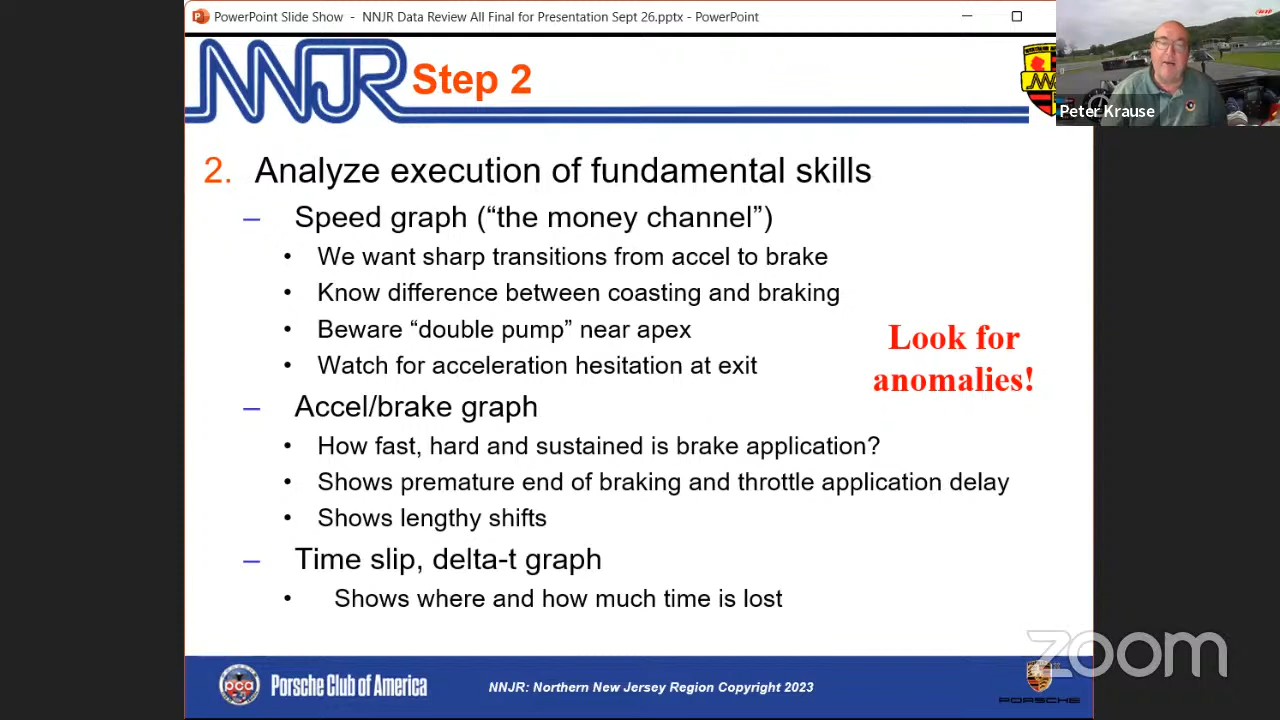 PowerPoint Slide Show - NNJR Data Review All Final for Presentation Sept 26.pptx - PowerPoint
NNJR Step 2
Peter Krause
2. Analyze execution of fundamental skills
– Speed graph (“the money channel”)
• We want sharp transitions from accel to brake
• Know difference between coasting and braking
• Beware “double pump” near apex
• Watch for acceleration hesitation at exit
Look for
anomalies!
– Accel/brake graph
• How fast, hard and sustained is brake application?
• Shows premature end of braking and throttle application delay
• Shows lengthy shifts
– Time slip, delta-t graph
• Shows where and how much time is lost
zoom
pca Porsche Club of America
NNJR: Northern New Jersey Region Copyright 2023
PORSCHE